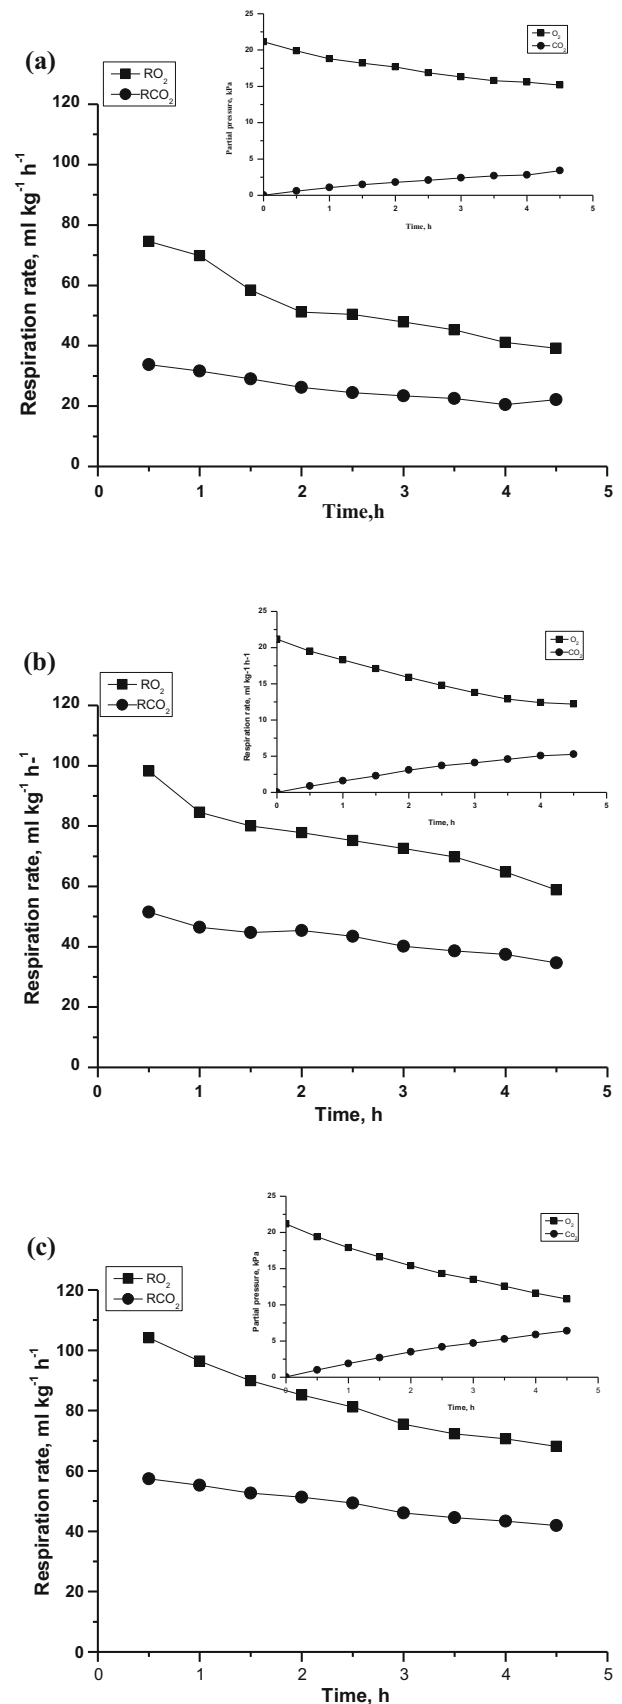 (a)
RO2
RCO2
Respiration rate, ml kg-1 h-1
120
100
80
60
40
20
0
0 1 2 3 4 5
Time,h
O2
CO2
Partial pressure, kPa
25
20
15
10
5
0
0 1 2 3 4 5
Time, h
(b)
RO2
RCO2
Respiration rate, ml kg-1 h-1
120
100
80
60
40
20
0
0 1 2 3 4 5
Time, h
O2
CO2
Respiration rate, ml kg-1 h-1
25
20
15
10
5
0
0 1 2 3 4 5
Time, h
(c)
RO2
RCO2
Respiration rate, ml kg-1 h-1
120
100
80
60
40
20
0
0 1 2 3 4 5
Time, h
O2
Co2
Partial pressure, kPa
25
20
15
10
5
0
0 1 2 3 4 5
Time, h